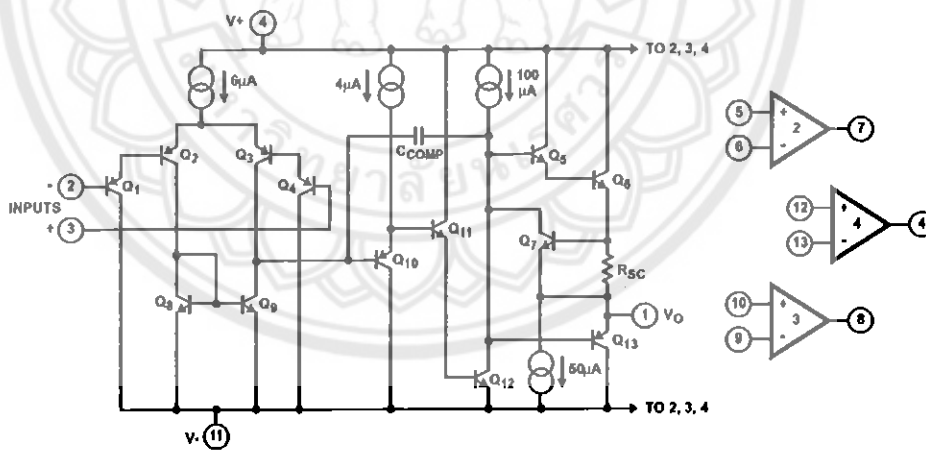 V+ 4
TO 2, 3, 4
6μA
4μA
100 μA
CCOMP
Q1
Q2
Q3
Q4
Q5
Q6
- 2
INPUTS
+ 3
Q7
RSC
Q8
Q9
Q10
Q11
1 VO
Q12
Q13
50μA
V- 11
TO 2, 3, 4
5 + 2 7
6 -
12 + 4 4
13 -
10 + 3 8
9 -